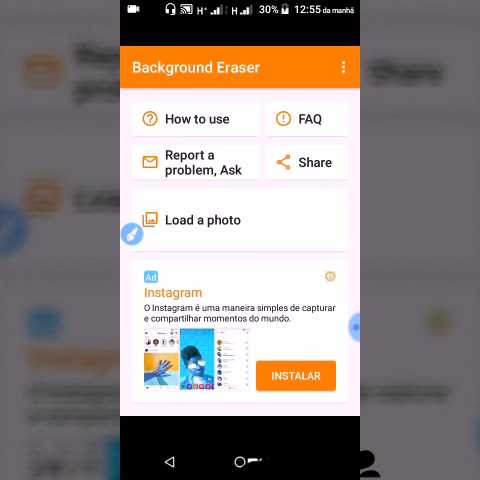 H+ H 30% 12:55 da manhã
Background Eraser
How to use
FAQ
Report a
problem, Ask
Share
Load a photo
Ad
Instagram
O Instagram é uma maneira simples de capturar
e compartilhar momentos do mundo.
INSTALAR